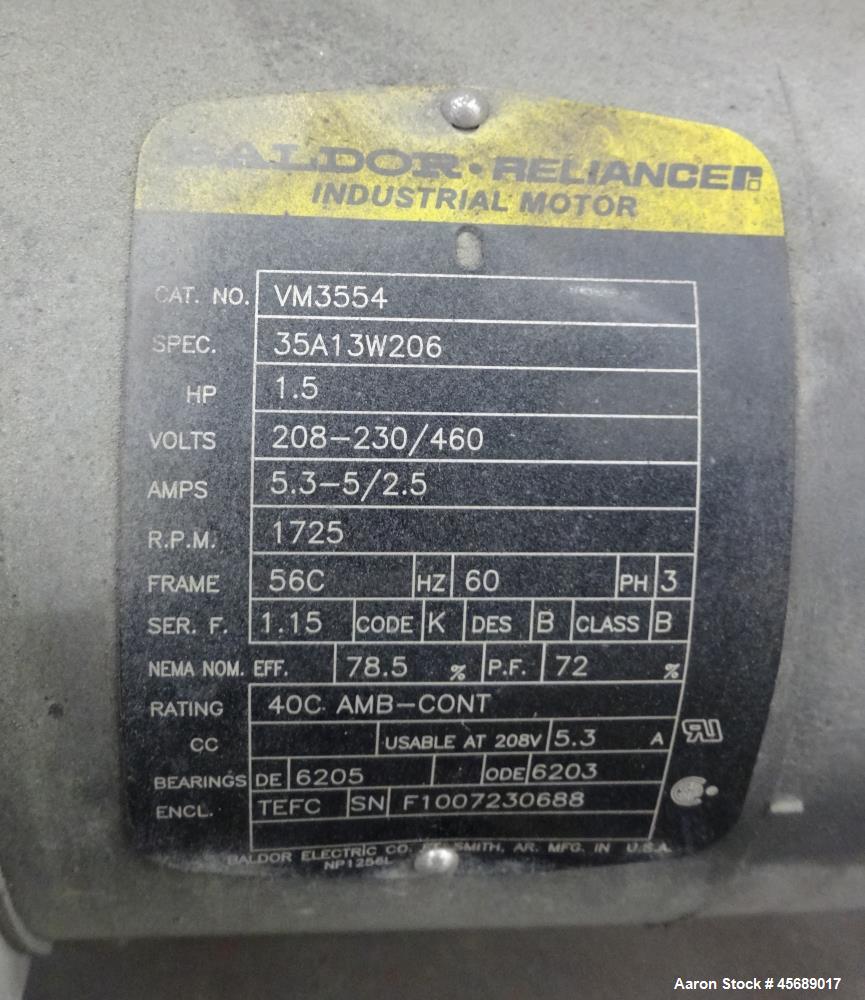 BALDOR • RELIANCER
INDUSTRIAL MOTOR
CAT. NO. VM3554
SPEC. 35A13W206
HP 1.5
VOLTS 208-230/460
AMPS 5.3-5/2.5
R.P.M. 1725
FRAME 56C HZ 60 PH 3
SER. F. 1.15 CODE K DES B CLASS B
NEMA NOM. EFF. 78.5 % P.F. 72 %
RATING 40C AMB-CONT
CC USABLE AT 208V 5.3 A
BEARINGS DE 6205 ODE 6203
ENCL. TEFC SN F1007230688
BALDOR ELECTRIC CO. FT. SMITH, AR. MFG. IN U.S.A.
NP1256L
Aaron Stock # 45689017